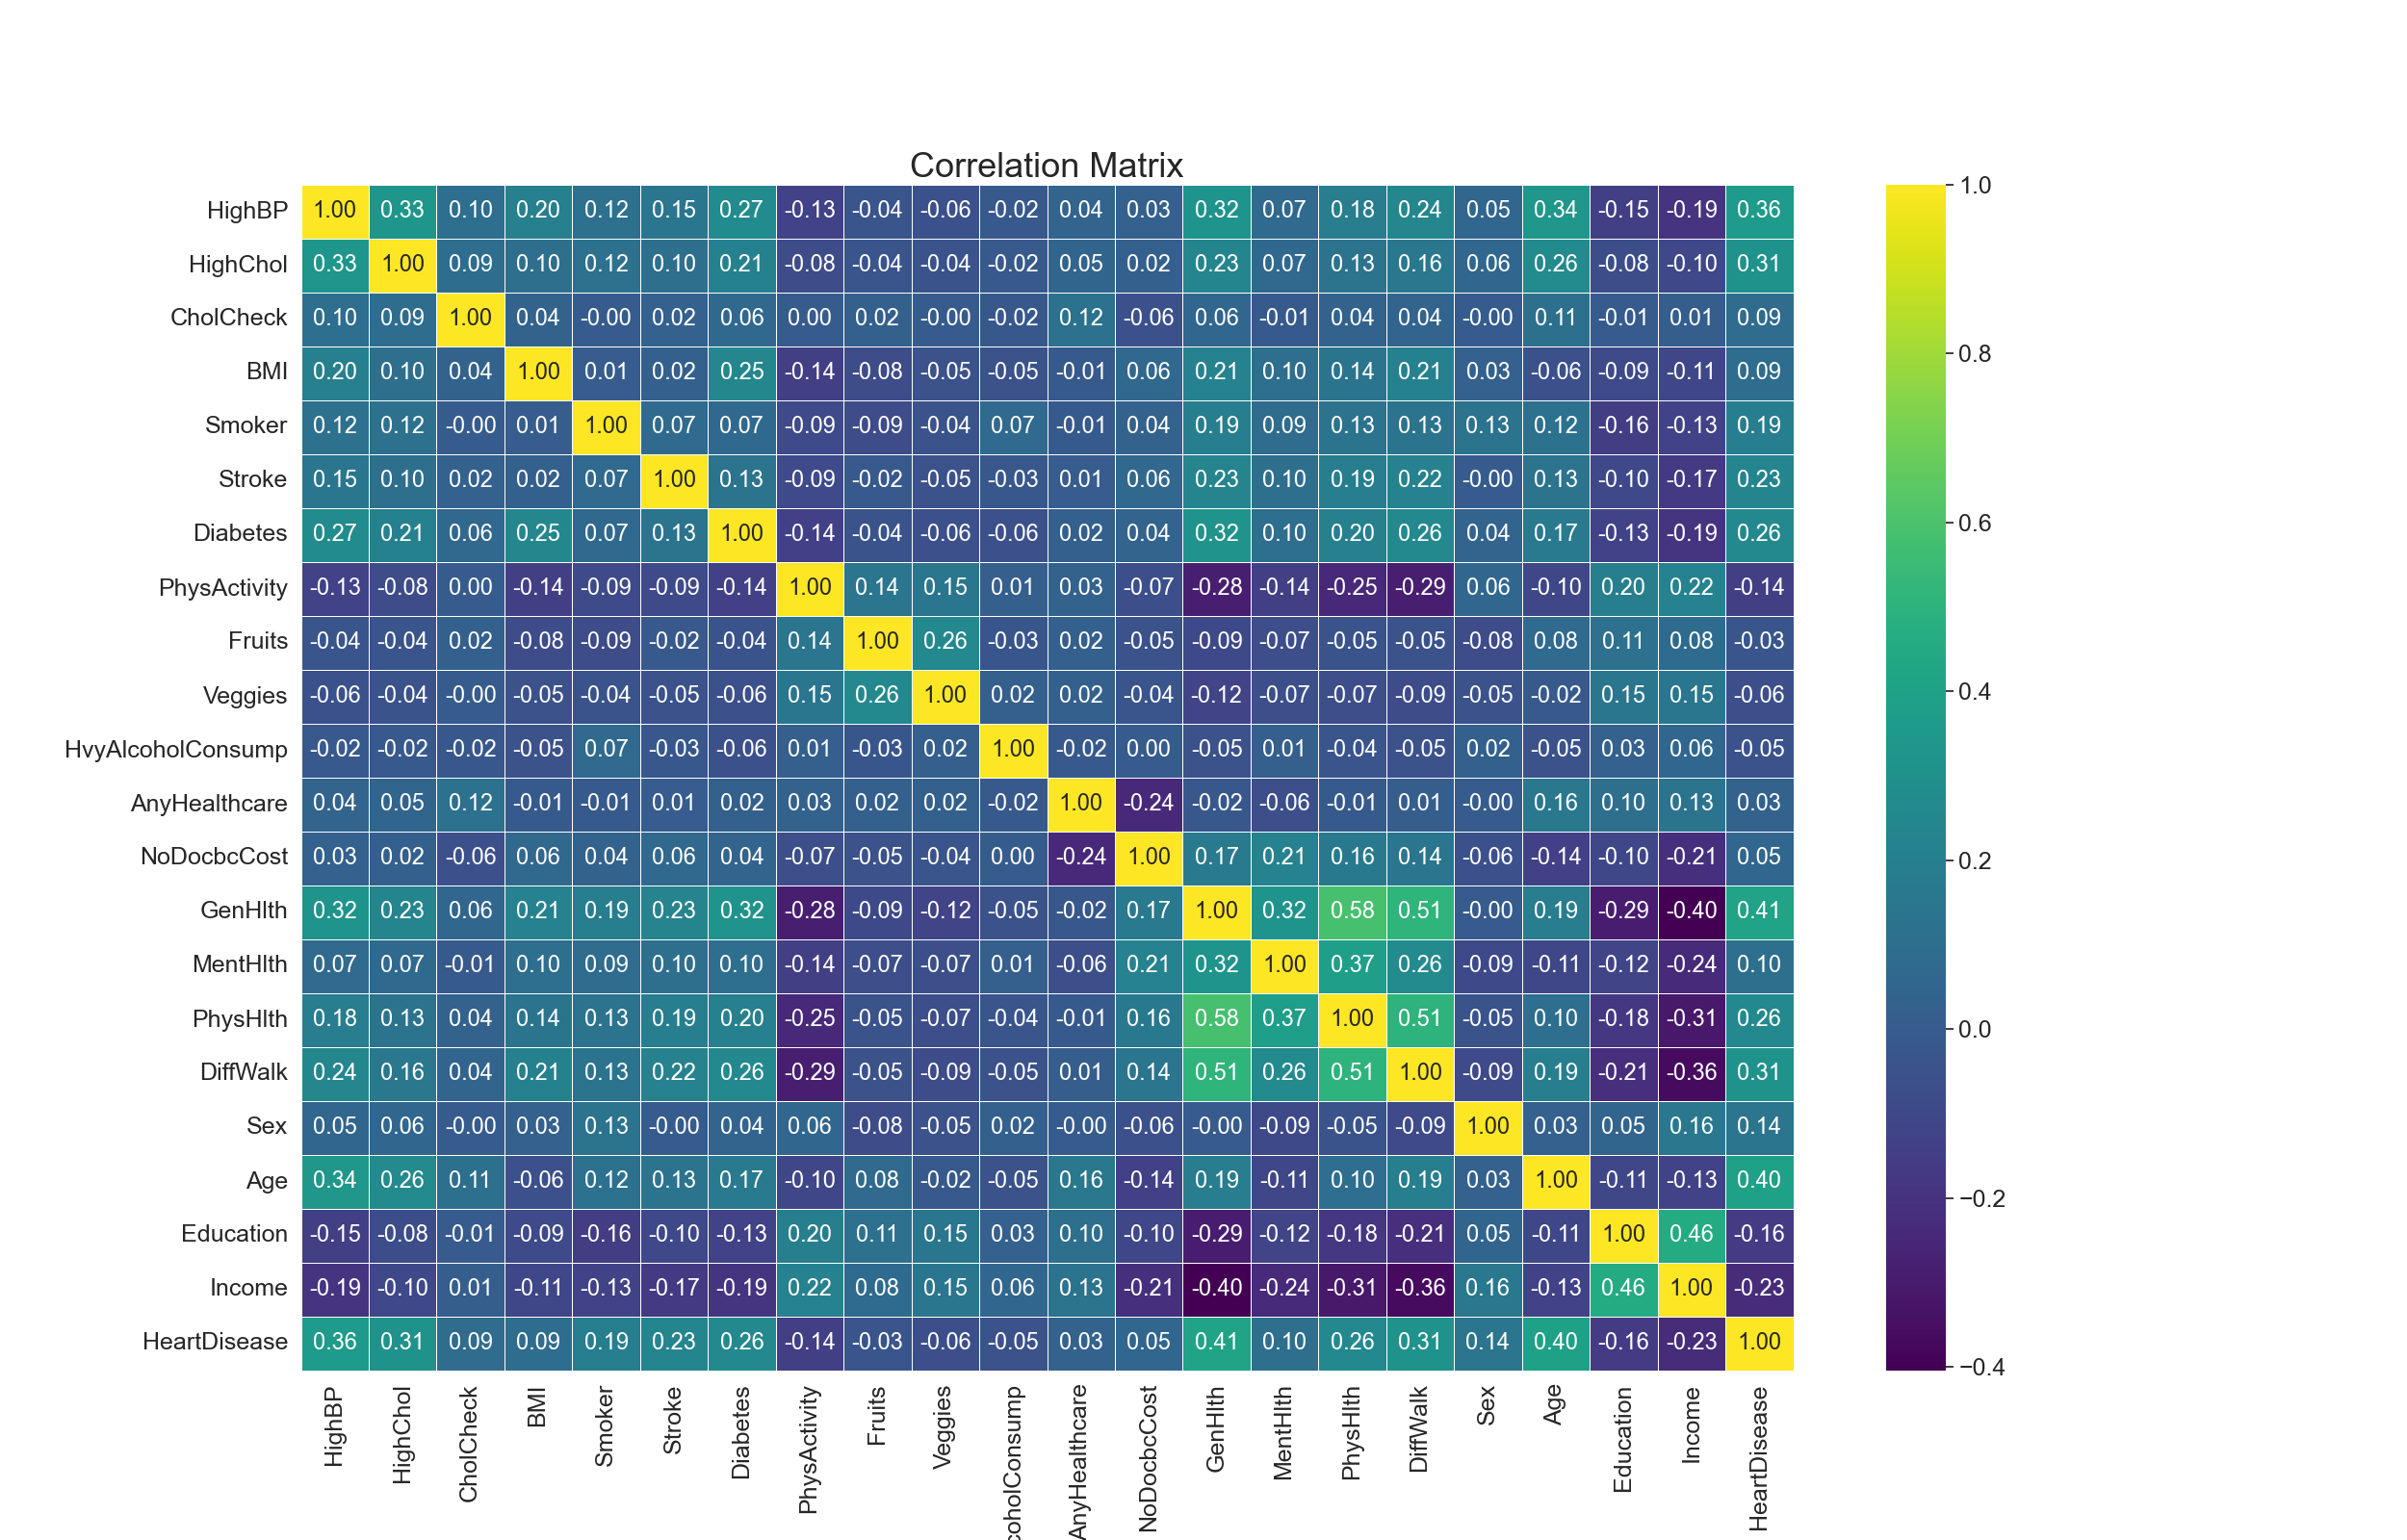 Correlation Matrix
HighBP 1.00 0.33 0.10 0.20 0.12 0.15 0.27 -0.13 -0.04 -0.06 -0.02 0.04 0.03 0.32 0.07 0.18 0.24 0.05 0.34 -0.15 -0.19 0.36
HighChol 0.33 1.00 0.09 0.10 0.12 0.10 0.21 -0.08 -0.04 -0.04 -0.02 0.05 0.02 0.23 0.07 0.13 0.16 0.06 0.26 -0.08 -0.10 0.31
CholCheck 0.10 0.09 1.00 0.04 -0.00 0.02 0.06 0.00 0.02 -0.00 -0.02 0.12 -0.06 0.06 -0.01 0.04 0.04 -0.00 0.11 -0.01 0.01 0.09
BMI 0.20 0.10 0.04 1.00 0.01 0.02 0.25 -0.14 -0.08 -0.05 -0.05 -0.01 0.06 0.21 0.10 0.14 0.21 0.03 -0.06 -0.09 -0.11 0.09
Smoker 0.12 0.12 -0.00 0.01 1.00 0.07 0.07 -0.09 -0.09 -0.04 0.07 -0.01 0.04 0.19 0.09 0.13 0.13 0.13 0.12 -0.16 -0.13 0.19
Stroke 0.15 0.10 0.02 0.02 0.07 1.00 0.13 -0.09 -0.02 -0.05 -0.03 0.01 0.06 0.23 0.10 0.19 0.22 -0.00 0.13 -0.10 -0.17 0.23
Diabetes 0.27 0.21 0.06 0.25 0.07 0.13 1.00 -0.14 -0.04 -0.06 -0.06 0.02 0.04 0.32 0.10 0.20 0.26 0.04 0.17 -0.13 -0.19 0.26
PhysActivity -0.13 -0.08 0.00 -0.14 -0.09 -0.09 -0.14 1.00 0.14 0.15 0.01 0.03 -0.07 -0.28 -0.14 -0.25 -0.29 0.06 -0.10 0.20 0.22 -0.14
Fruits -0.04 -0.04 0.02 -0.08 -0.09 -0.02 -0.04 0.14 1.00 0.26 -0.03 0.02 -0.05 -0.09 -0.07 -0.05 -0.05 -0.08 0.08 0.11 0.08 -0.03
Veggies -0.06 -0.04 -0.00 -0.05 -0.04 -0.05 -0.06 0.15 0.26 1.00 0.02 0.02 -0.04 -0.12 -0.07 -0.07 -0.09 -0.05 -0.02 0.15 0.15 -0.06
HvyAlcoholConsump -0.02 -0.02 -0.02 -0.05 0.07 -0.03 -0.06 0.01 -0.03 0.02 1.00 -0.02 0.00 -0.05 0.01 -0.04 -0.05 0.02 -0.05 0.03 0.06 -0.05
AnyHealthcare 0.04 0.05 0.12 -0.01 -0.01 0.01 0.02 0.03 0.02 0.02 -0.02 1.00 -0.24 -0.02 -0.06 -0.01 0.01 -0.00 0.16 0.10 0.13 0.03
NoDocbcCost 0.03 0.02 -0.06 0.06 0.04 0.06 0.04 -0.07 -0.05 -0.04 0.00 -0.24 1.00 0.17 0.21 0.16 0.14 -0.06 -0.14 -0.10 -0.21 0.05
GenHlth 0.32 0.23 0.06 0.21 0.19 0.23 0.32 -0.28 -0.09 -0.12 -0.05 -0.02 0.17 1.00 0.32 0.58 0.51 -0.00 0.19 -0.29 -0.40 0.41
MentHlth 0.07 0.07 -0.01 0.10 0.09 0.10 0.10 -0.14 -0.07 -0.07 0.01 -0.06 0.21 0.32 1.00 0.37 0.26 -0.09 -0.11 -0.12 -0.24 0.10
PhysHlth 0.18 0.13 0.04 0.14 0.13 0.19 0.20 -0.25 -0.05 -0.07 -0.04 -0.01 0.16 0.58 0.37 1.00 0.51 -0.05 0.10 -0.18 -0.31 0.26
DiffWalk 0.24 0.16 0.04 0.21 0.13 0.22 0.26 -0.29 -0.05 -0.09 -0.05 0.01 0.14 0.51 0.26 0.51 1.00 -0.09 0.19 -0.21 -0.36 0.31
Sex 0.05 0.06 -0.00 0.03 0.13 -0.00 0.04 0.06 -0.08 -0.05 0.02 -0.00 -0.06 -0.00 -0.09 -0.05 -0.09 1.00 0.03 0.05 0.16 0.14
Age 0.34 0.26 0.11 -0.06 0.12 0.13 0.17 -0.10 0.08 -0.02 -0.05 0.16 -0.14 0.19 -0.11 0.10 0.19 0.03 1.00 -0.11 -0.13 0.40
Education -0.15 -0.08 -0.01 -0.09 -0.16 -0.10 -0.13 0.20 0.11 0.15 0.03 0.10 -0.10 -0.29 -0.12 -0.18 -0.21 0.05 -0.11 1.00 0.46 -0.16
Income -0.19 -0.10 0.01 -0.11 -0.13 -0.17 -0.19 0.22 0.08 0.15 0.06 0.13 -0.21 -0.40 -0.24 -0.31 -0.36 0.16 -0.13 0.46 1.00 -0.23
HeartDisease 0.36 0.31 0.09 0.09 0.19 0.23 0.26 -0.14 -0.03 -0.06 -0.05 0.03 0.05 0.41 0.10 0.26 0.31 0.14 0.40 -0.16 -0.23 1.00
HighBP HighChol CholCheck BMI Smoker Stroke Diabetes PhysActivity Fruits Veggies coholConsump AnyHealthcare NoDocbcCost GenHlth MentHlth PhysHlth DiffWalk Sex Age Education Income HeartDisease
1.0
0.8
0.6
0.4
0.2
0.0
−0.2
−0.4